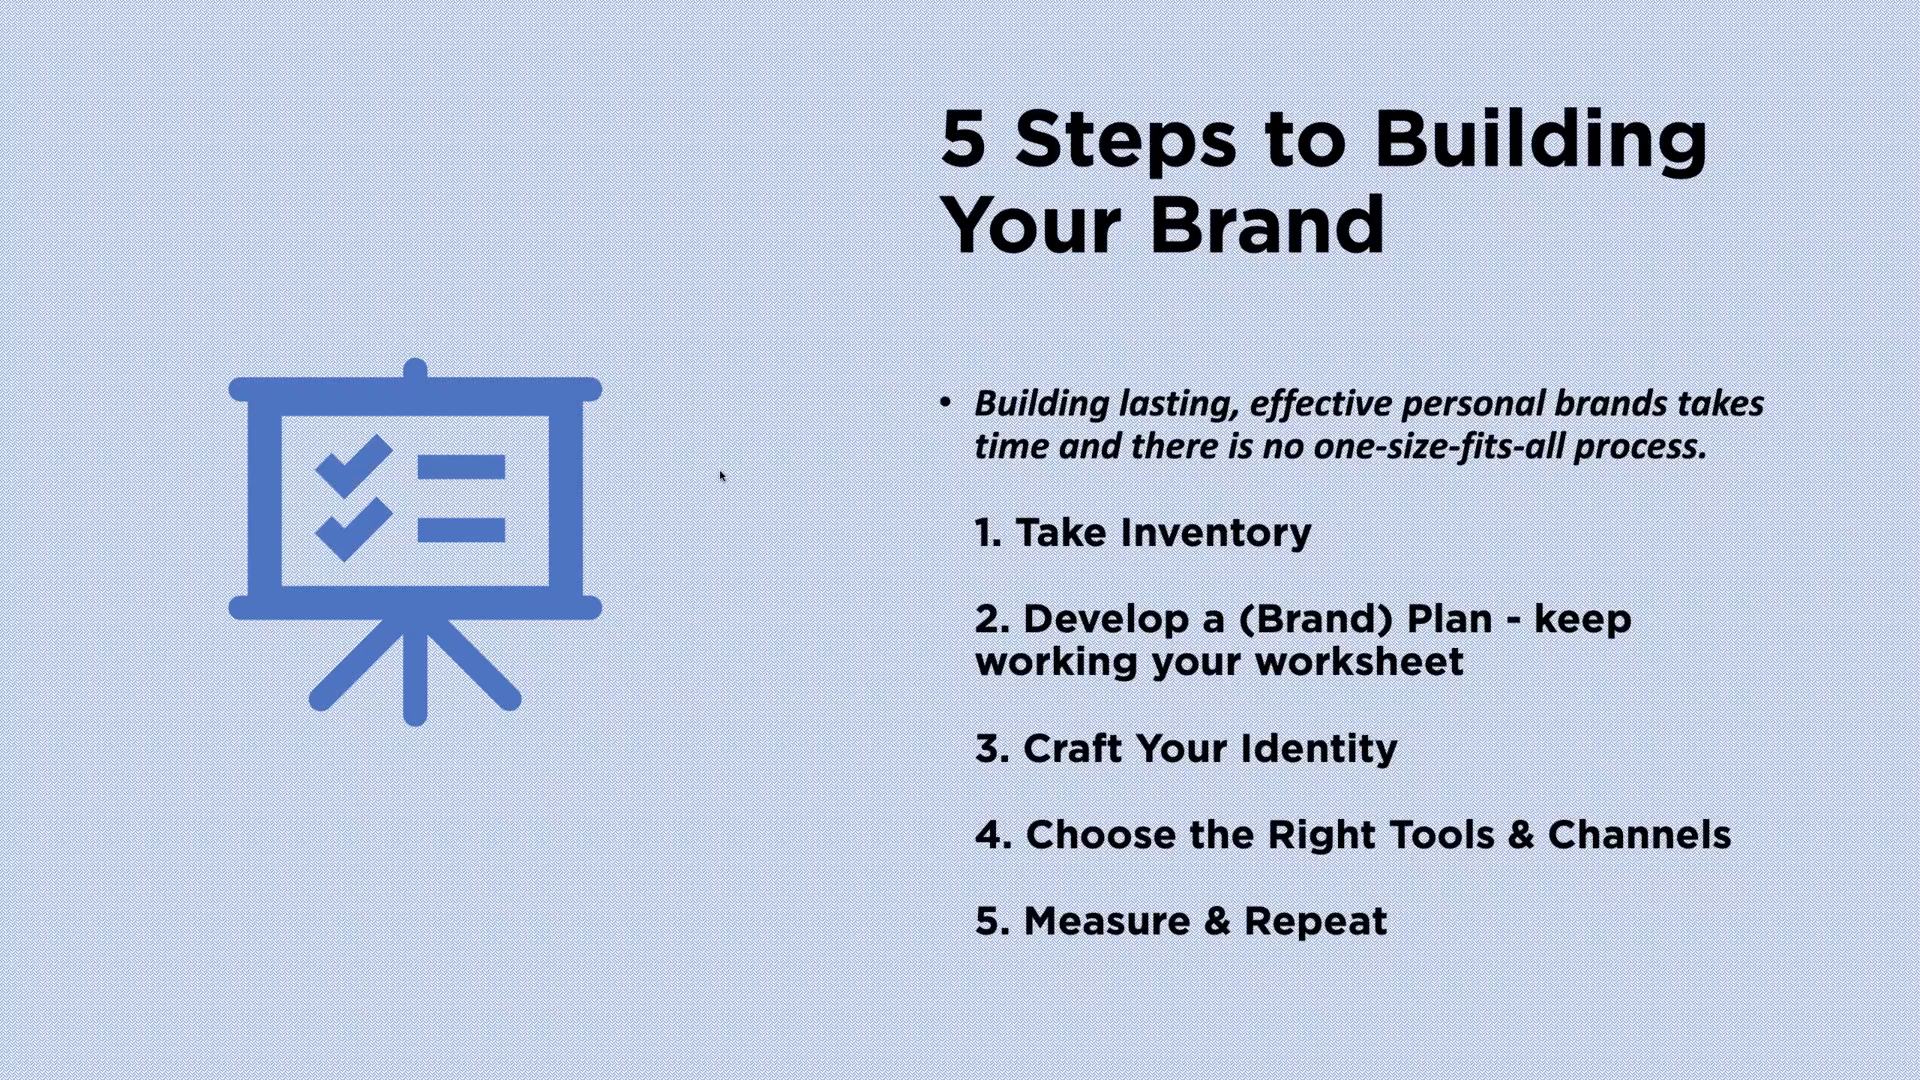 5 Steps to Building
Your Brand
• Building lasting, effective personal brands takes
time and there is no one-size-fits-all process.
1. Take Inventory
2. Develop a (Brand) Plan - keep
working your worksheet
3. Craft Your Identity
4. Choose the Right Tools & Channels
5. Measure & Repeat